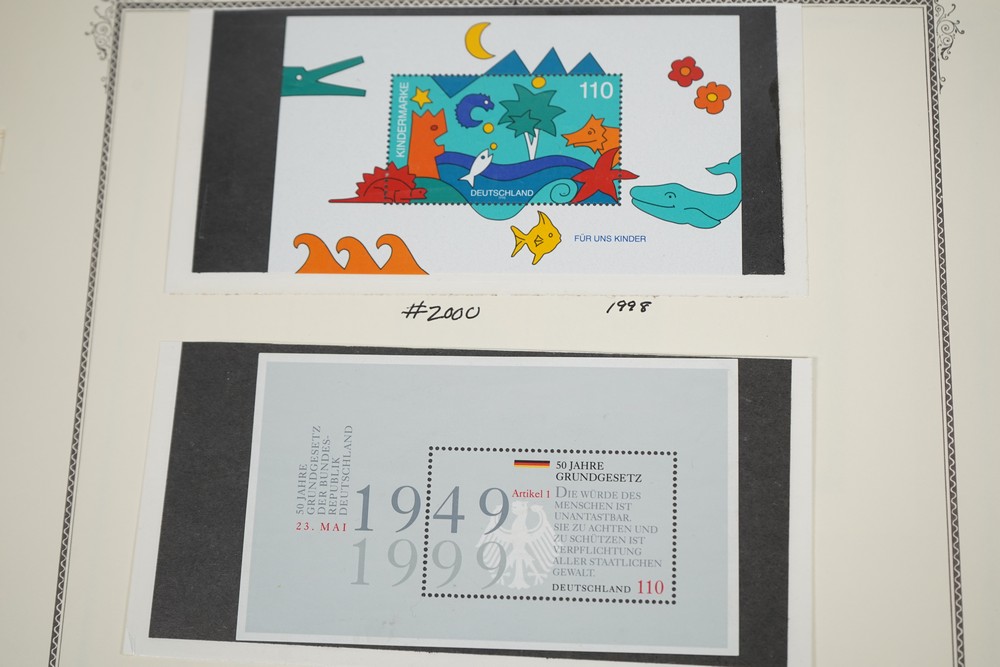 KINDERMARKE
110
DEUTSCHLAND
FÜR UNS KINDER
#2000
1998
50 JAHRE
GRUNDGESETZ
DER BUNDES-
REPUBLIK
DEUTSCHLAND
23. MAI
1949
1999
50 JAHRE
GRUNDGESETZ
Artikel 1
DIE WÜRDE DES
MENSCHEN IST
UNANTASTBAR.
SIE ZU ACHTEN UND
ZU SCHÜTZEN IST
VERPFLICHTUNG
ALLER STAATLICHEN
GEWALT.
DEUTSCHLAND 110